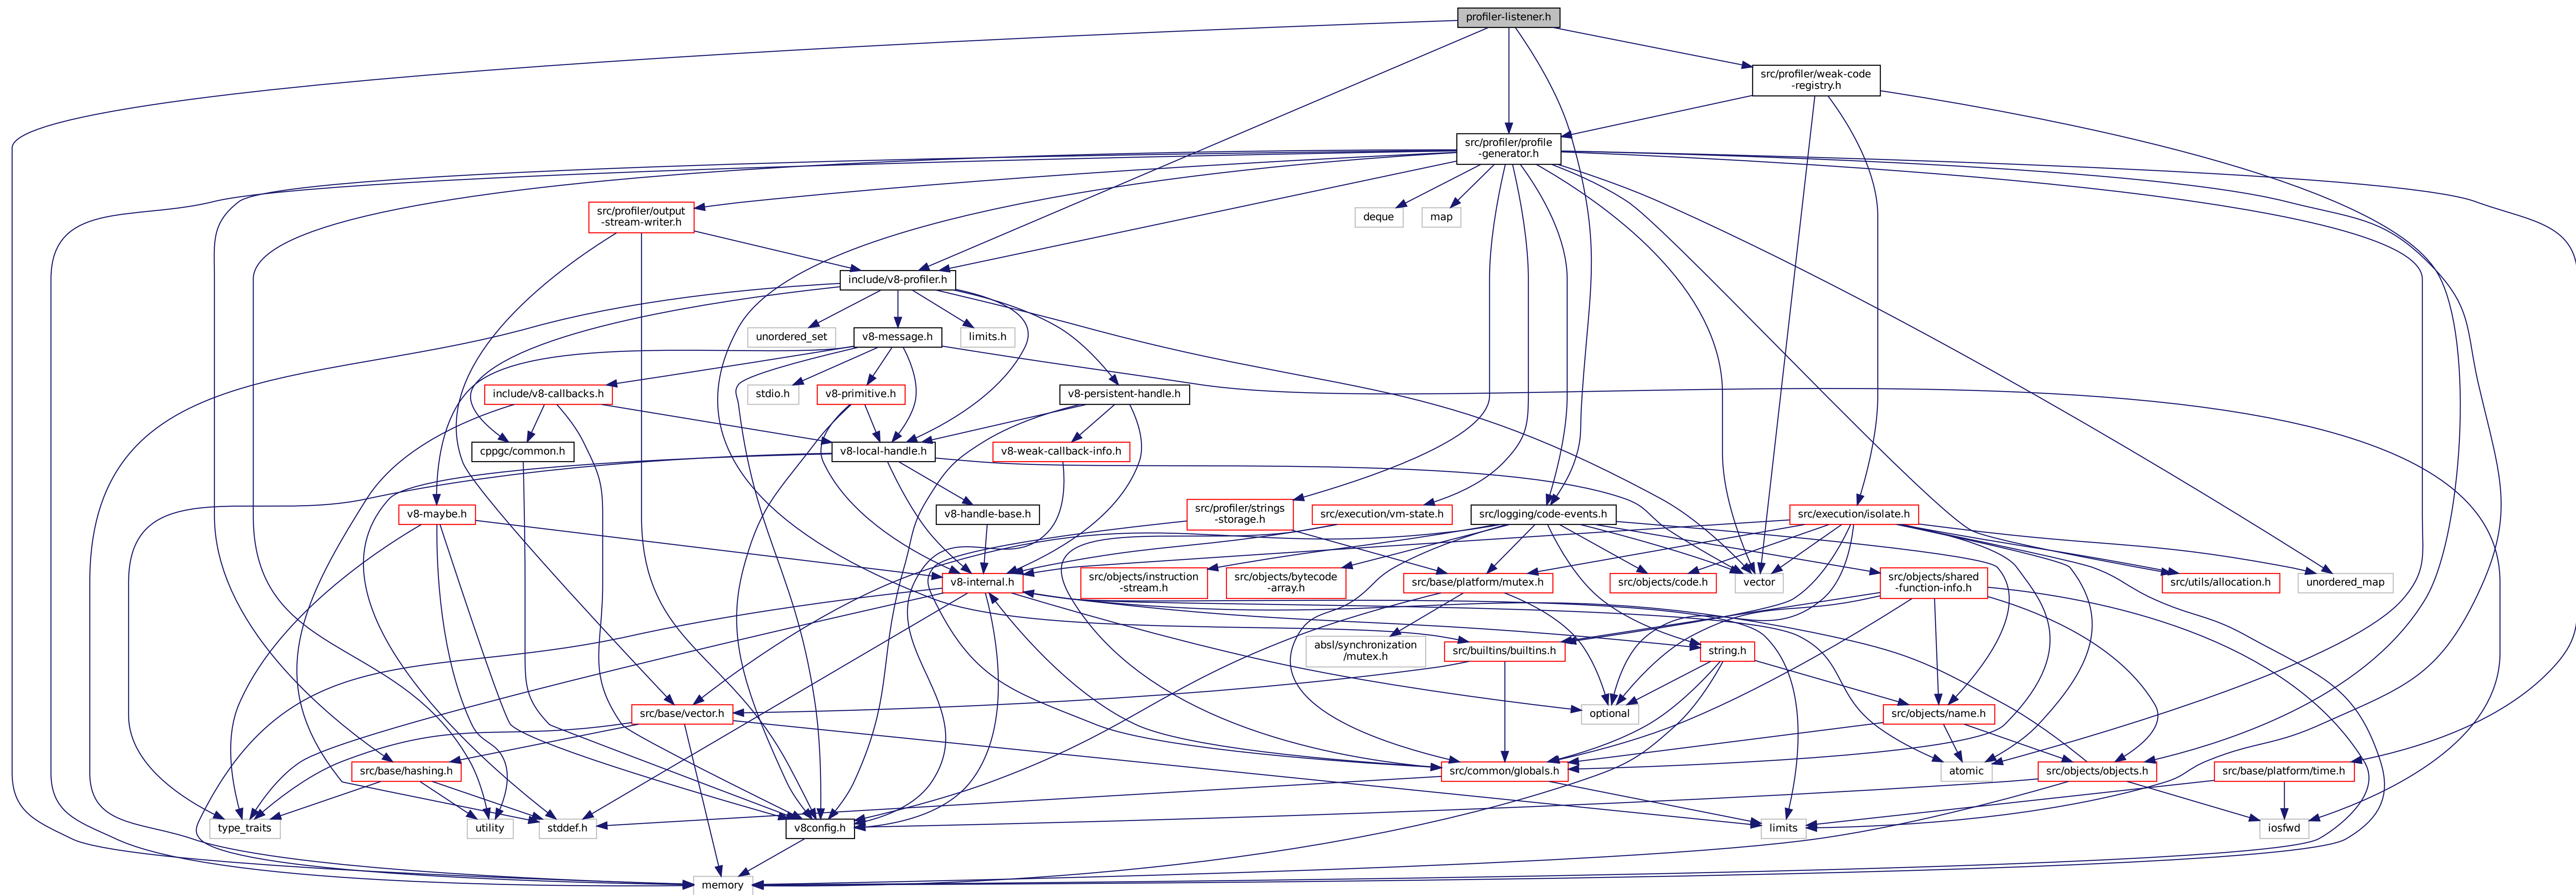 profiler-listener.h
src/profiler/weak-code
-registry.h
src/profiler/profile
-generator.h
src/profiler/output
-stream-writer.h
deque
map
include/v8-profiler.h
unordered_set
v8-message.h
limits.h
include/v8-callbacks.h
stdio.h
v8-primitive.h
v8-persistent-handle.h
cppgc/common.h
v8-local-handle.h
v8-weak-callback-info.h
v8-maybe.h
v8-handle-base.h
src/profiler/strings
-storage.h
src/execution/vm-state.h
src/logging/code-events.h
src/execution/isolate.h
v8-internal.h
src/objects/instruction
-stream.h
src/objects/bytecode
-array.h
src/base/platform/mutex.h
src/objects/code.h
vector
src/objects/shared
-function-info.h
src/utils/allocation.h
unordered_map
absl/synchronization
/mutex.h
src/builtins/builtins.h
string.h
src/base/vector.h
optional
src/objects/name.h
src/base/hashing.h
src/common/globals.h
atomic
src/objects/objects.h
src/base/platform/time.h
type_traits
utility
stddef.h
v8config.h
limits
iosfwd
memory